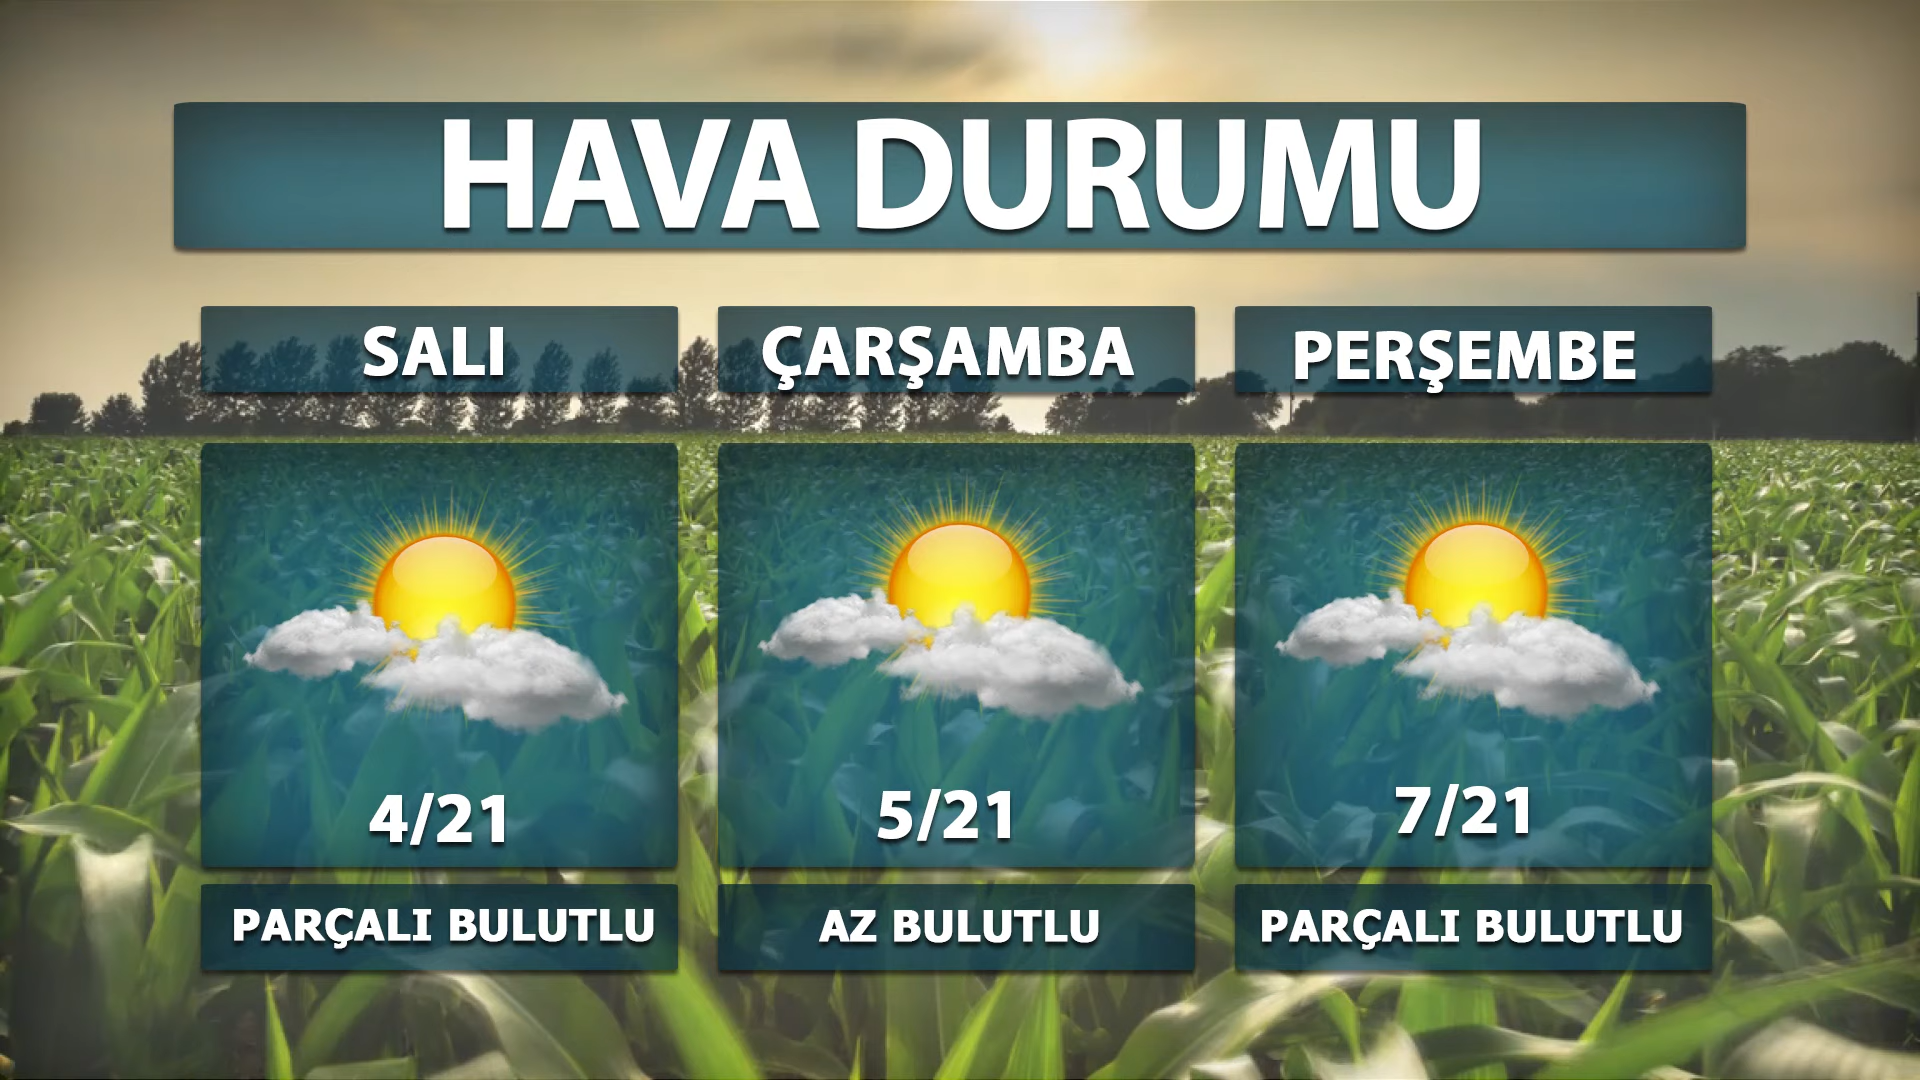 HAVA DURUMU
SALI
ÇARŞAMBA
PERŞEMBE
4/21
5/21
7/21
PARÇALI BULUTLU
AZ BULUTLU
PARÇALI BULUTLU